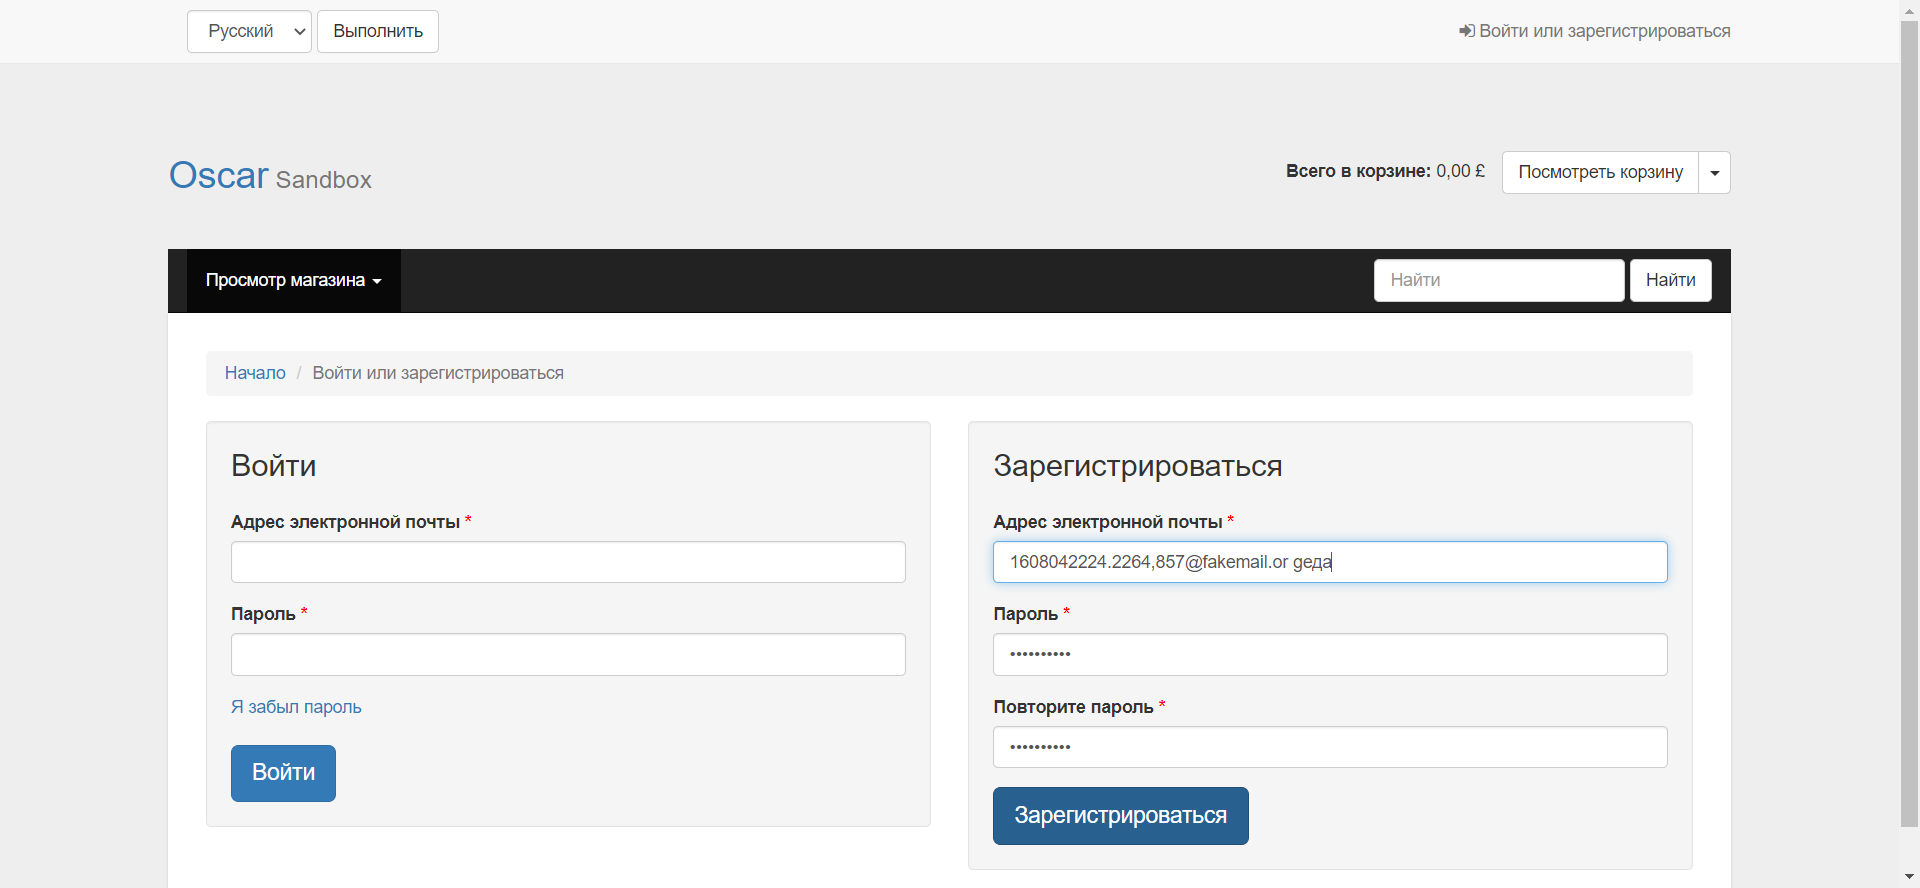 Русский Выполнить Войти или зарегистрироваться
Oscar Sandbox
Всего в корзине: 0,00 £ Посмотреть корзину
Просмотр магазина Найти Найти
Начало / Войти или зарегистрироваться
Войти
Адрес электронной почты *
Пароль *
Я забыл пароль
Войти
Зарегистрироваться
Адрес электронной почты *
1608042224.2264,857@fakemail.or геда
Пароль *
••••••••••
Повторите пароль *
••••••••••
Зарегистрироваться